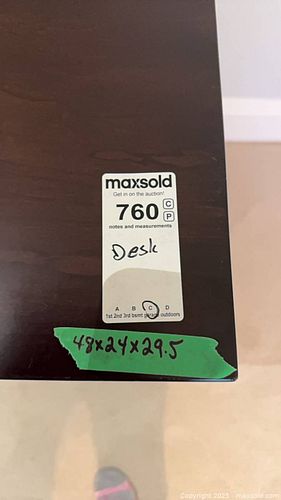 maxsold
Get in on the auction!
760 C
P
notes and measurements
Desk
A B C D
1st 2nd 3rd bsmt garage outdoors
48x24x29.5
Copyright 2025 - maxsold.com